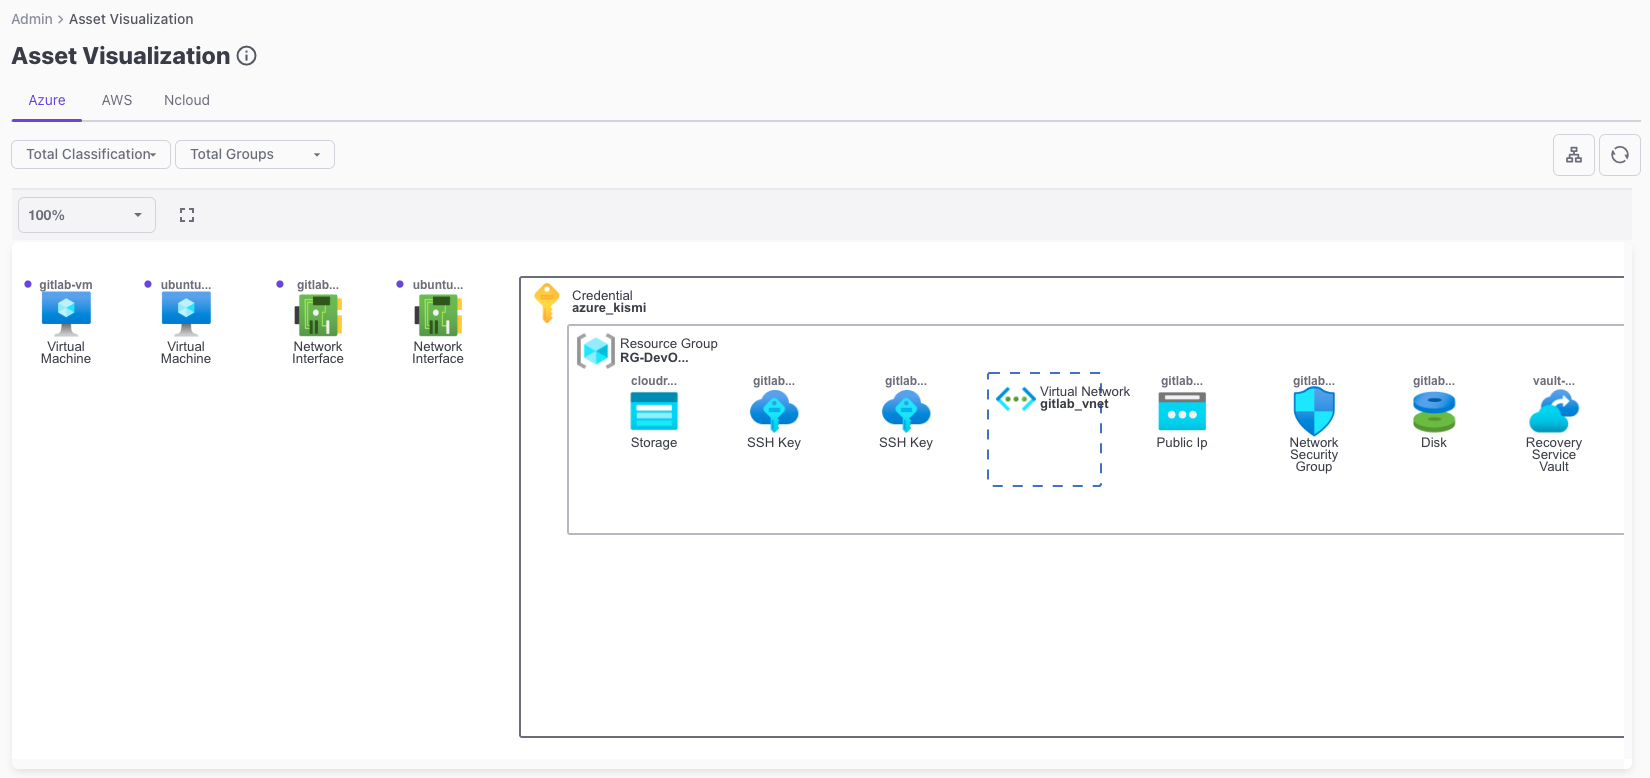 Admin > Asset Visualization
Asset Visualization
Azure AWS Ncloud
Total Classification Total Groups
100%
gitlab-vm
Virtual
Machine
ubuntu...
Virtual
Machine
gitlab...
Network
Interface
ubuntu...
Network
Interface
Credential
azure_kismi
Resource Group
RG-DevO...
cloudr...
Storage
gitlab...
SSH Key
gitlab...
SSH Key
Virtual Network
gitlab_vnet
gitlab...
Public Ip
gitlab...
Network
Security
Group
gitlab...
Disk
vault-...
Recovery
Service
Vault